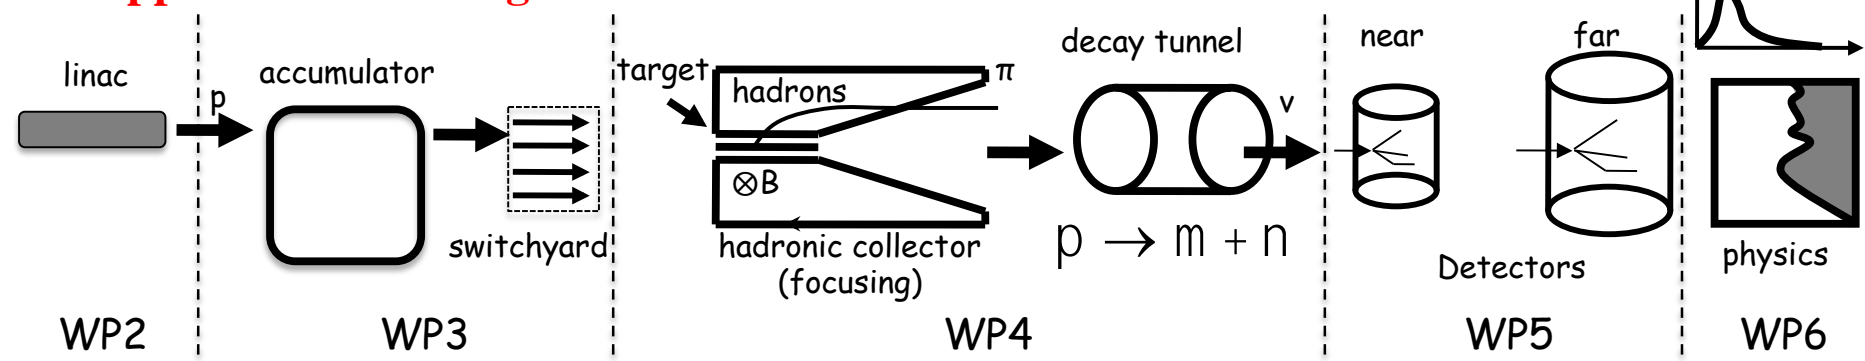 linac
p
accumulator
switchyard
target
hadrons
π
⊗B
hadronic collector
(focusing)
decay tunnel
p → m + n
ν
near
far
Detectors
physics
WP2
WP3
WP4
WP5
WP6